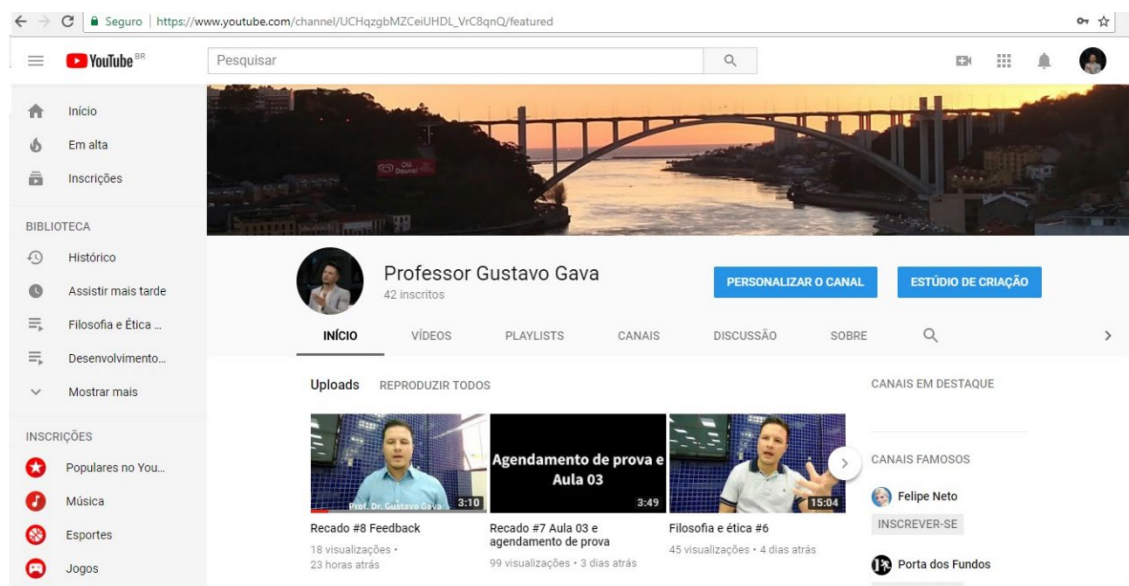 Seguro | https://www.youtube.com/channel/UCHqzgbMZCeiUHDL_VrC8qnQ/featured
YouTube BR
Pesquisar
Início
Em alta
Inscrições
BIBLIOTECA
Histórico
Assistir mais tarde
Filosofia e Ética ...
Desenvolvimento...
Mostrar mais
INSCRIÇÕES
Populares no You...
Música
Esportes
Jogos
Olá
Douro!
Professor Gustavo Gava
42 inscritos
PERSONALIZAR O CANAL
ESTÚDIO DE CRIAÇÃO
INÍCIO VÍDEOS PLAYLISTS CANAIS DISCUSSÃO SOBRE
Uploads REPRODUZIR TODOS
Prof. Dr. Gustavo Gava
3:10
Recado #8 Feedback
18 visualizações •
23 horas atrás
Agendamento de prova e
Aula 03
3:49
Recado #7 Aula 03 e
agendamento de prova
99 visualizações • 3 dias atrás
15:04
Filosofia e ética #6
45 visualizações • 4 dias atrás
CANAIS EM DESTAQUE
CANAIS FAMOSOS
Felipe Neto
INSCREVER-SE
Porta dos Fundos